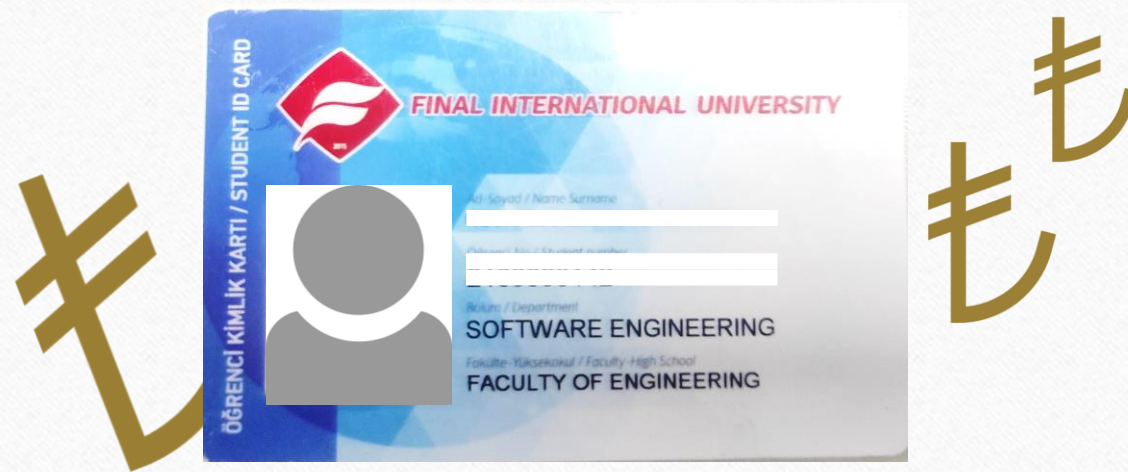 ÖĞRENCİ KİMLİK KARTI / STUDENT ID CARD
2015
FINAL INTERNATIONAL UNIVERSITY
Ad-Soyad / Name Surname
Öğrenci No / Student number
Bölüm / Department
SOFTWARE ENGINEERING
Fakülte-Yüksekokul / Faculty-High School
FACULTY OF ENGINEERING
₺
₺
₺